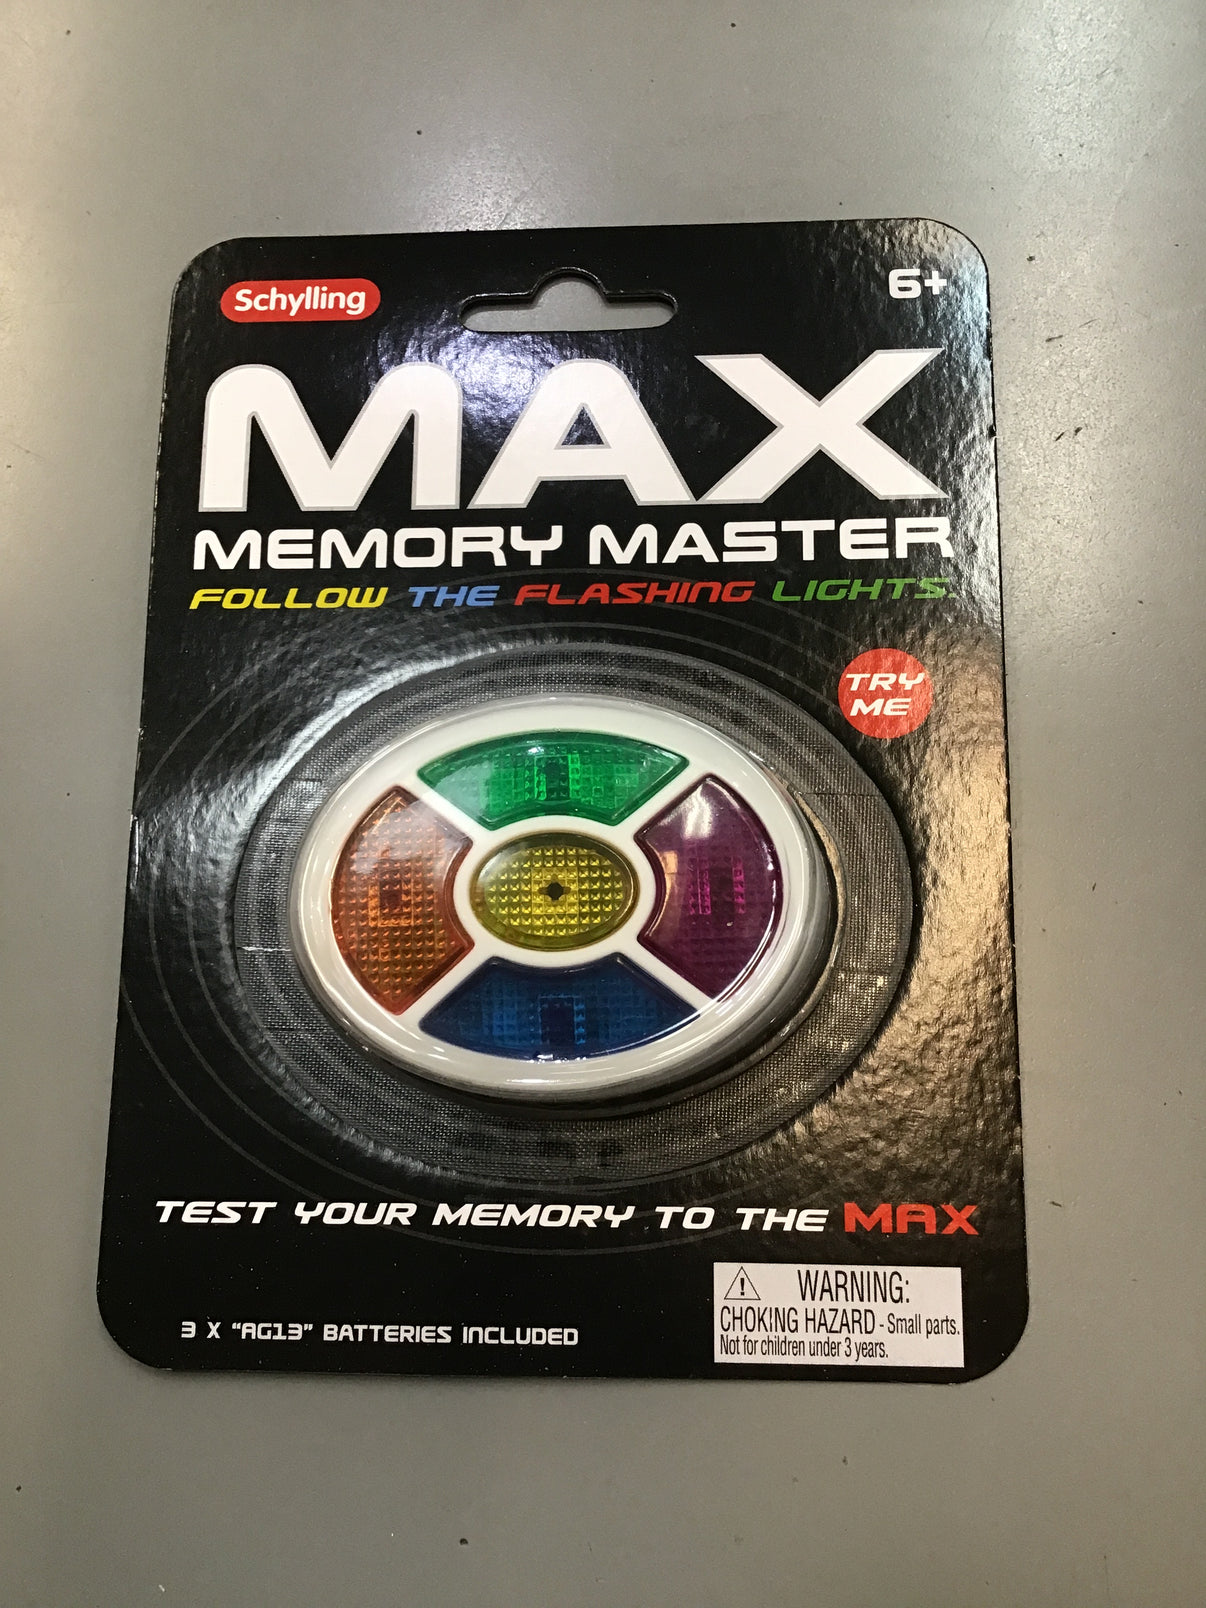 Schylling
6+
MAX
MEMORY MASTER
FOLLOW THE FLASHING LIGHTS.
TRY
ME
TEST YOUR MEMORY TO THE MAX
3 X "AG13" BATTERIES INCLUDED
WARNING:
CHOKING HAZARD - Small parts.
Not for children under 3 years.